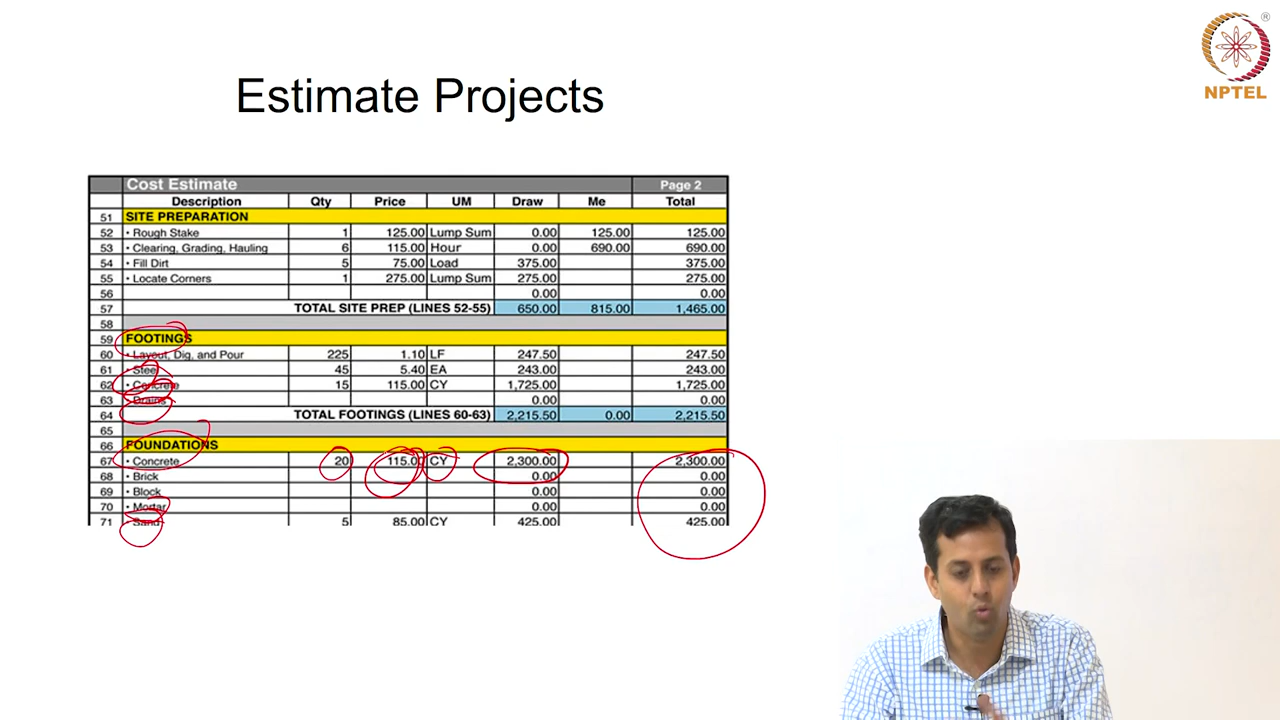 NPTEL
Estimate Projects
Cost Estimate Page 2
Description Qty Price UM Draw Me Total
51 SITE PREPARATION
52 • Rough Stake 1 125.00 Lump Sum 0.00 125.00 125.00
53 • Clearing, Grading, Hauling 6 115.00 Hour 0.00 690.00 690.00
54 • Fill Dirt 5 75.00 Load 375.00 375.00
55 • Locate Corners 1 275.00 Lump Sum 275.00 275.00
56 0.00 0.00
57 TOTAL SITE PREP (LINES 52-55) 650.00 815.00 1,465.00
58
59 FOOTINGS
60 • Layout, Dig, and Pour 225 1.10 LF 247.50 247.50
61 • Steel 45 5.40 EA 243.00 243.00
62 • Concrete 15 115.00 CY 1,725.00 1,725.00
63 • Drains 0.00 0.00
64 TOTAL FOOTINGS (LINES 60-63) 2,215.50 0.00 2,215.50
65
66 FOUNDATIONS
67 • Concrete 20 115.00 CY 2,300.00 2,300.00
68 • Brick 0.00 0.00
69 • Block 0.00 0.00
70 • Mortar 0.00 0.00
71 • Sand 5 85.00 CY 425.00 425.00